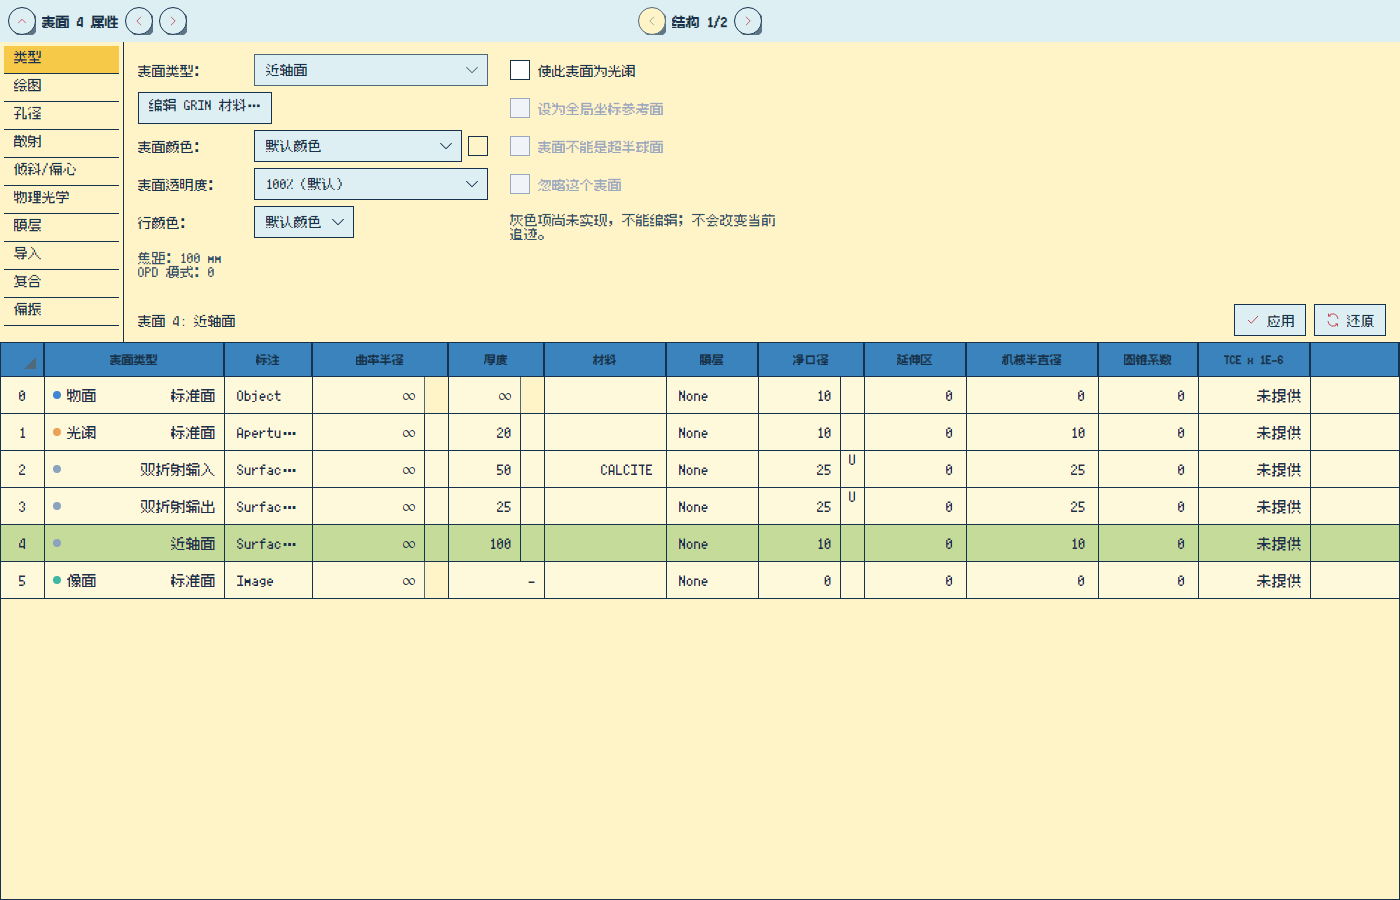 表面 4 属性
结构 1/2
类型
绘图
孔径
散射
倾斜/偏心
物理光学
膜层
导入
复合
偏振
表面类型: 近轴面
使此表面为光阑
编辑 GRIN 材料…
设为全局坐标参考面
表面颜色: 默认颜色
表面不能是超半球面
表面透明度: 100% (默认)
忽略这个表面
行颜色: 默认颜色
灰色项尚未实现，不能编辑；不会改变当前
追迹。
焦距: 100 mm
OPD 模式: 0
表面 4: 近轴面
应用 还原
表面类型 标注 曲率半径 厚度 材料 膜层 净口径 延伸区 机械半直径 圆锥系数 TCE x 1E-6
0 物面 标准面 Object ∞ ∞ None 10 0 0 0 未提供
1 光阑 标准面 Apertu… ∞ 20 None 10 0 10 0 未提供
2 双折射输入 Surfac… ∞ 50 CALCITE None 25 U 0 25 0 未提供
3 双折射输出 Surfac… ∞ 25 None 25 U 0 25 0 未提供
4 近轴面 Surfac… ∞ 100 None 10 0 10 0 未提供
5 像面 标准面 Image ∞ - None 0 0 0 0 未提供